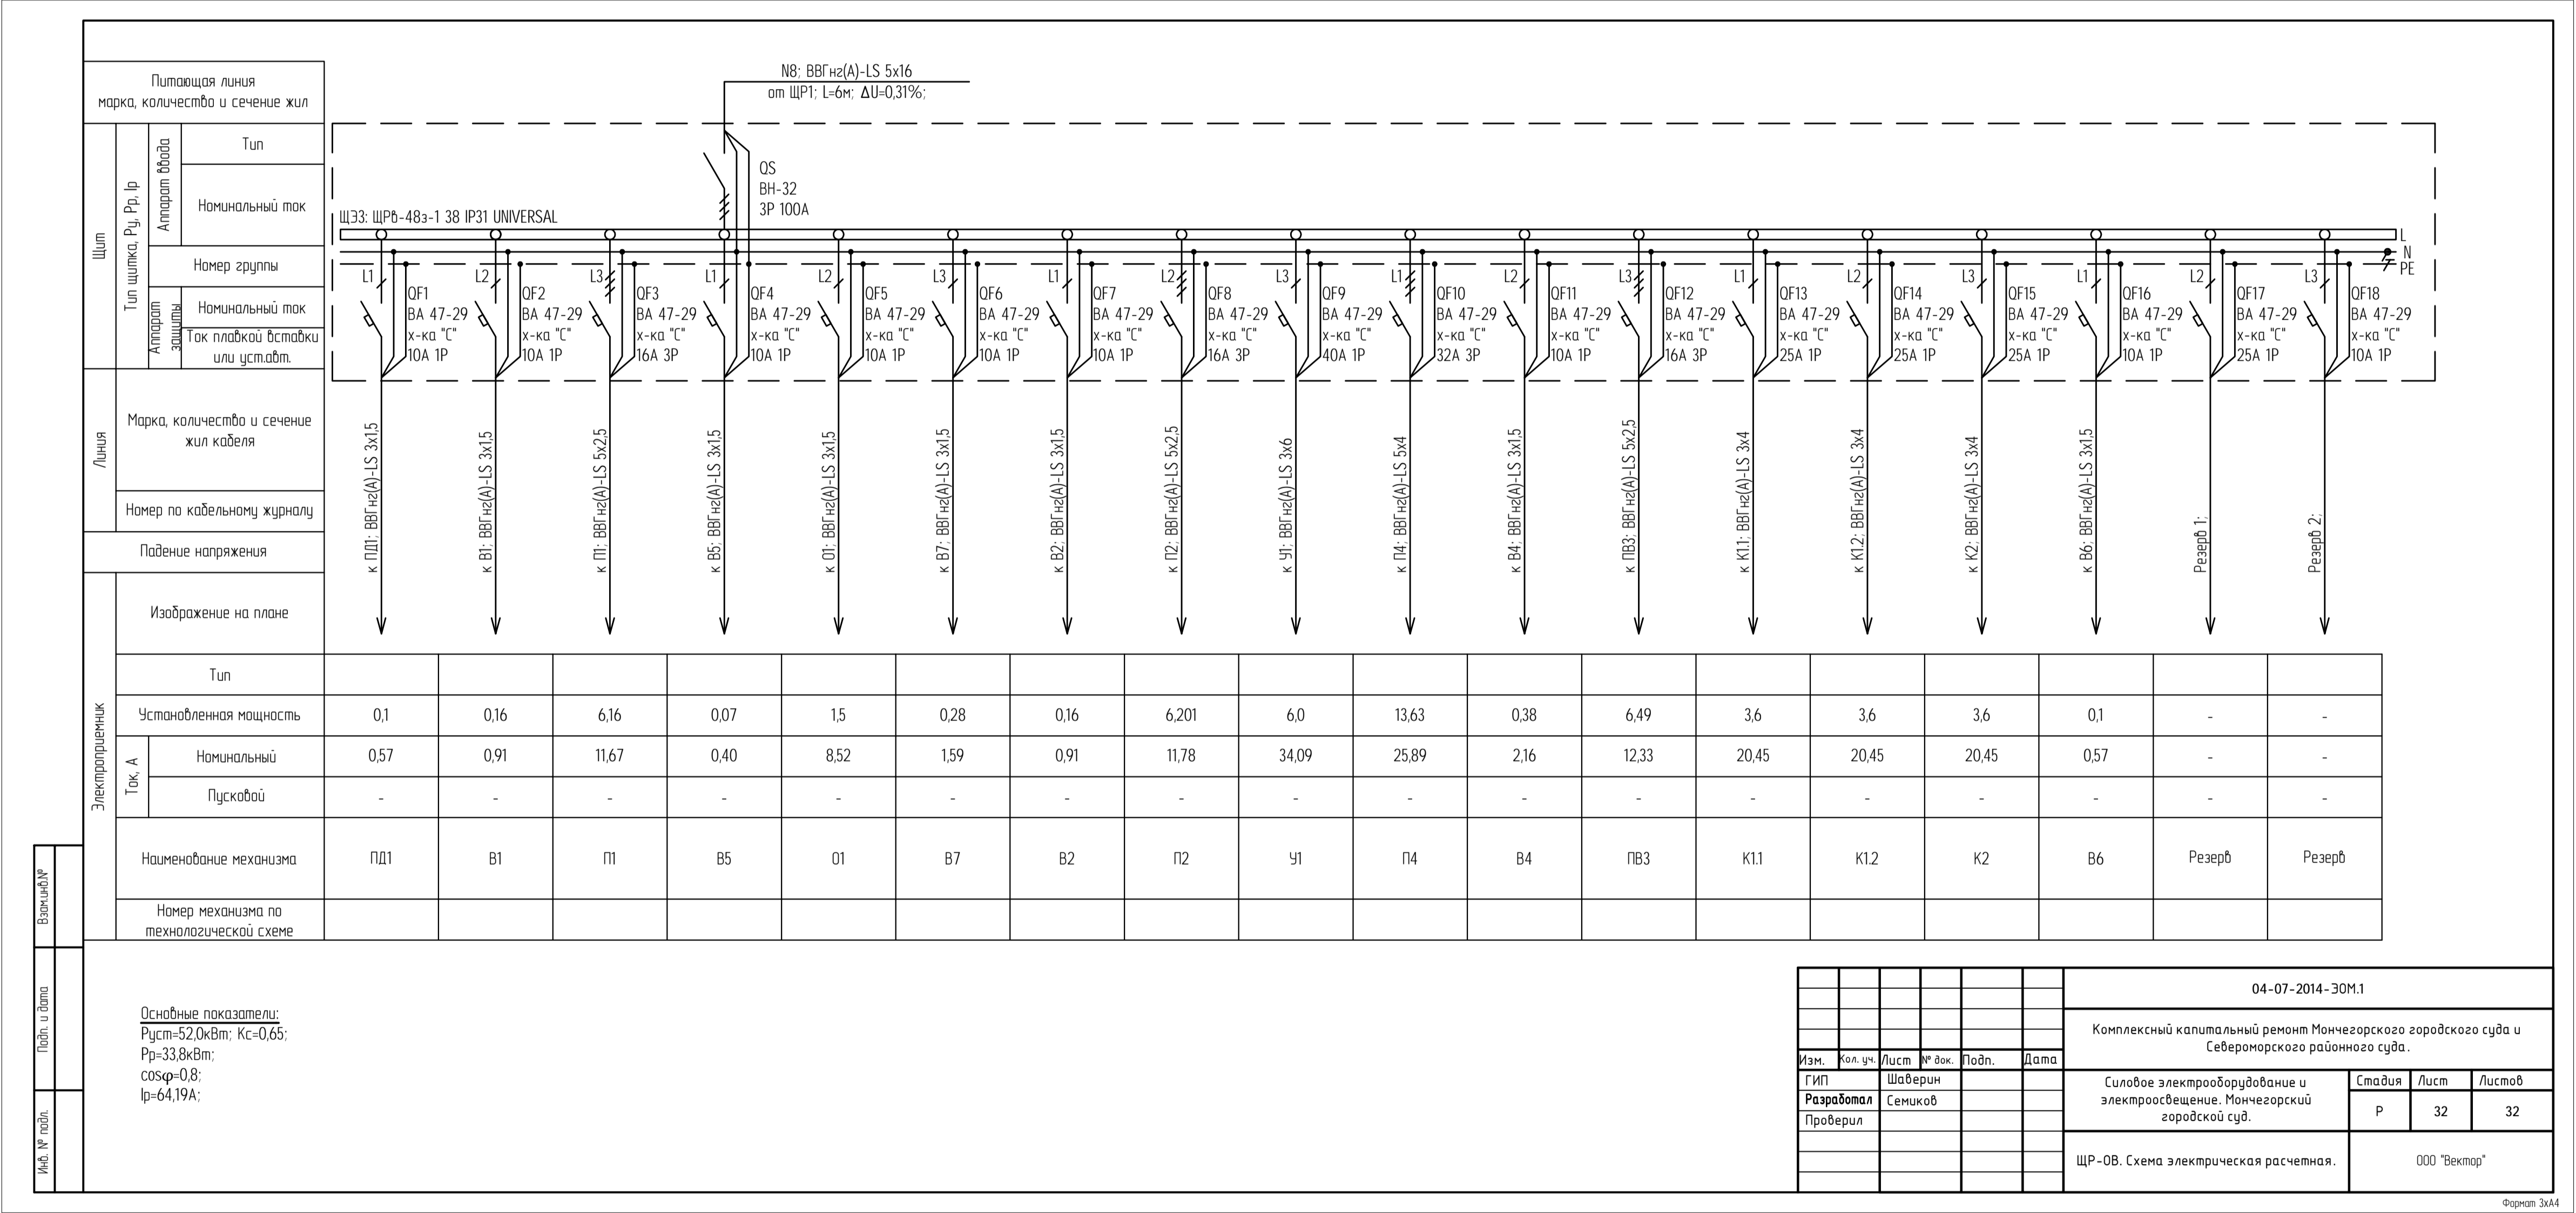 Питающая линия
марка, количество и сечение жил
N8; ВВГнг(А)-LS 5х16
от ЩР1; L=6м; ΔU=0,31%;
Щит
Тип щитка, Ру, Рр, Iр
Аппарат ввода
Тип
Номинальный ток
Номер группы
Аппарат
защиты
Номинальный ток
Ток плавкой вставки
или уст.авт.
QS
ВН-32
3Р 100А
ЩЭ3: ЩРв-48з-1 38 IP31 UNIVERSAL
L
N
PE
L1
QF1
ВА 47-29
х-ка "С"
10А 1Р
L2
QF2
ВА 47-29
х-ка "С"
10А 1Р
L3
QF3
ВА 47-29
х-ка "С"
16А 3Р
L1
QF4
ВА 47-29
х-ка "С"
10А 1Р
L2
QF5
ВА 47-29
х-ка "С"
10А 1Р
L3
QF6
ВА 47-29
х-ка "С"
10А 1Р
L1
QF7
ВА 47-29
х-ка "С"
10А 1Р
L2
QF8
ВА 47-29
х-ка "С"
16А 3Р
L3
QF9
ВА 47-29
х-ка "С"
40А 1Р
L1
QF10
ВА 47-29
х-ка "С"
32А 3Р
L2
QF11
ВА 47-29
х-ка "С"
10А 1Р
L3
QF12
ВА 47-29
х-ка "С"
16А 3Р
L1
QF13
ВА 47-29
х-ка "С"
25А 1Р
L2
QF14
ВА 47-29
х-ка "С"
25А 1Р
L3
QF15
ВА 47-29
х-ка "С"
25А 1Р
L1
QF16
ВА 47-29
х-ка "С"
10А 1Р
L2
QF17
ВА 47-29
х-ка "С"
25А 1Р
L3
QF18
ВА 47-29
х-ка "С"
10А 1Р
Линия
Марка, количество и сечение
жил кабеля
Номер по кабельному журналу
Падение напряжения
к ПД1; ВВГнг(А)-LS 3х1,5
к В1; ВВГнг(А)-LS 3х1,5
к П1; ВВГнг(А)-LS 5х2,5
к В5; ВВГнг(А)-LS 3х1,5
к О1; ВВГнг(А)-LS 3х1,5
к В7; ВВГнг(А)-LS 3х1,5
к В2; ВВГнг(А)-LS 3х1,5
к П2; ВВГнг(А)-LS 5х2,5
к У1; ВВГнг(А)-LS 3х6
к П4; ВВГнг(А)-LS 5х4
к В4; ВВГнг(А)-LS 3х1,5
к ПВ3; ВВГнг(А)-LS 5х2,5
к К1.1; ВВГнг(А)-LS 3х4
к К1.2; ВВГнг(А)-LS 3х4
к К2; ВВГнг(А)-LS 3х4
к В6; ВВГнг(А)-LS 3х1,5
Резерв 1;
Резерв 2;
Электроприемник
Изображение на плане
Тип
Установленная мощность 0,1 0,16 6,16 0,07 1,5 0,28 0,16 6,201 6,0 13,63 0,38 6,49 3,6 3,6 3,6 0,1 - -
Ток, А
Номинальный 0,57 0,91 11,67 0,40 8,52 1,59 0,91 11,78 34,09 25,89 2,16 12,33 20,45 20,45 20,45 0,57 - -
Пусковой - - - - - - - - - - - - - - - - - -
Наименование механизма ПД1 В1 П1 В5 О1 В7 В2 П2 У1 П4 В4 ПВ3 К1.1 К1.2 К2 В6 Резерв Резерв
Номер механизма по
технологической схеме
Основные показатели:
Руст=52,0кВт; Кс=0,65;
Рр=33,8кВт;
cosφ=0,8;
Iр=64,19А;
Взам.инв.№
Подп. и дата
Инв. № подл.
04-07-2014-ЭОМ.1
Комплексный капитальный ремонт Мончегорского городского суда и
Североморского районного суда.
Изм. Кол. уч. Лист № док. Подп. Дата
ГИП Шаверин
Разработал Семиков
Проверил
Силовое электрооборудование и
электроосвещение. Мончегорский
городской суд.
Стадия Лист Листов
Р 32 32
ЩР-ОВ. Схема электрическая расчетная.
ООО "Вектор"
Формат 3хА4